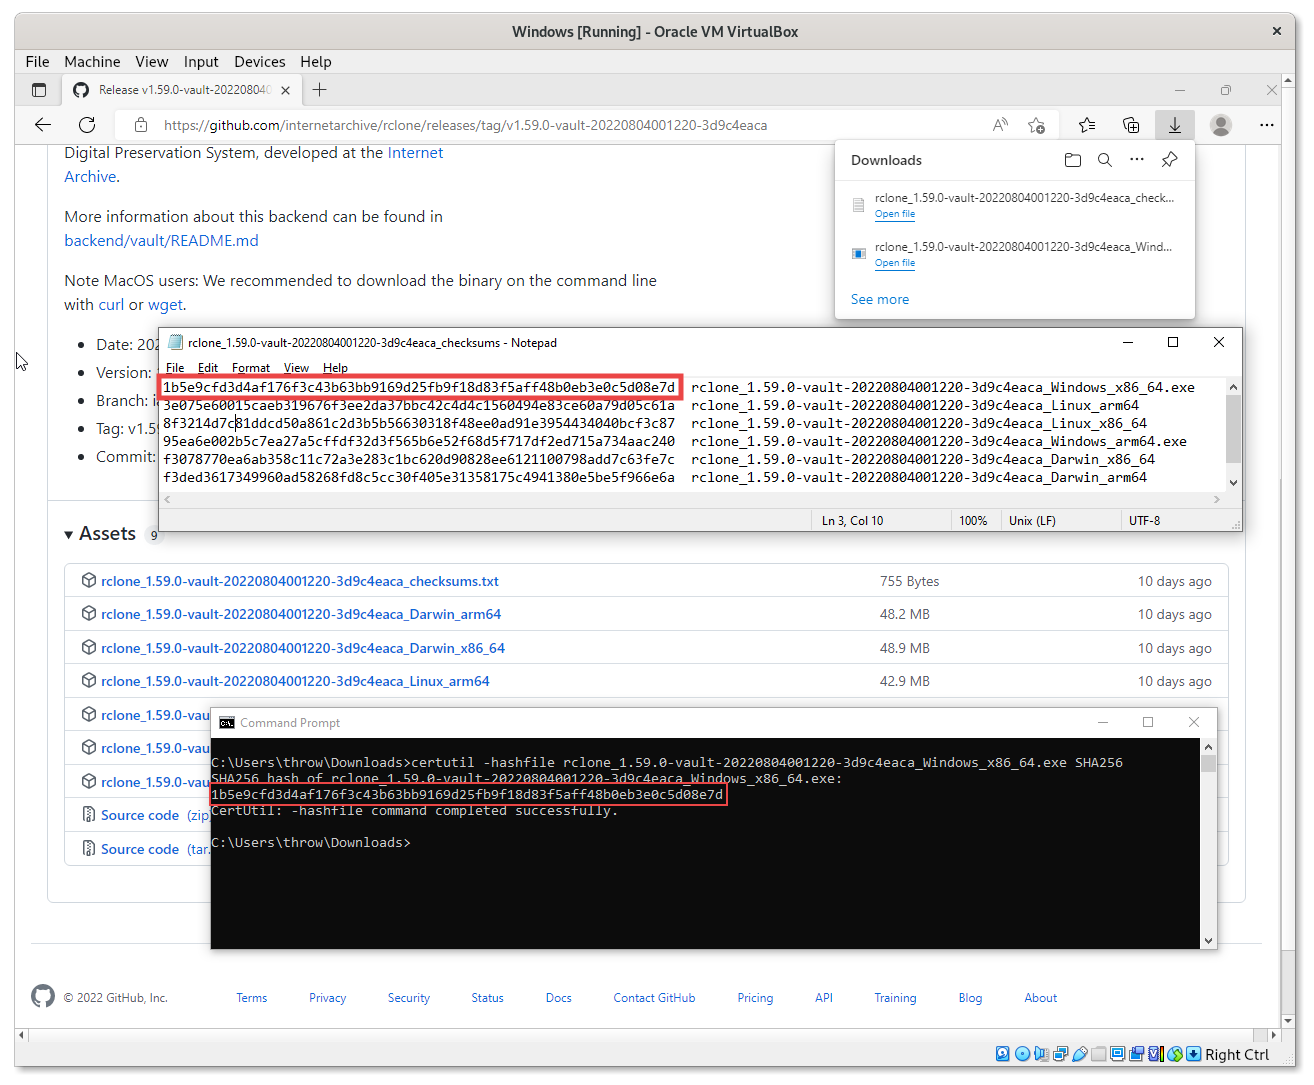 Windows [Running] - Oracle VM VirtualBox
File Machine View Input Devices Help
Release v1.59.0-vault-202208040
https://github.com/internetarchive/rclone/releases/tag/v1.59.0-vault-20220804001220-3d9c4eaca
Digital Preservation System, developed at the Internet
Archive.
More information about this backend can be found in
backend/vault/README.md
Note MacOS users: We recommended to download the binary on the command line
with curl or wget.
Date: 202
Version:
Branch: i
Tag: v1.59
Commit:
Downloads
rclone_1.59.0-vault-20220804001220-3d9c4eaca_check...
Open file
rclone_1.59.0-vault-20220804001220-3d9c4eaca_Wind...
Open file
See more
rclone_1.59.0-vault-20220804001220-3d9c4eaca_checksums - Notepad
File Edit Format View Help
1b5e9cfd3d4af176f3c43b63bb9169d25fb9f18d83f5aff48b0eb3e0c5d08e7d rclone_1.59.0-vault-20220804001220-3d9c4eaca_Windows_x86_64.exe
3e075e60015caeb319676f3ee2da37bbc42c4d4c1560494e83ce60a79d05c61a rclone_1.59.0-vault-20220804001220-3d9c4eaca_Linux_arm64
8f3214d7c81ddcd50a861c2d3b5b56630318f48ee0ad91e3954434040bcf3c87 rclone_1.59.0-vault-20220804001220-3d9c4eaca_Linux_x86_64
95ea6e002b5c7ea27a5cffdf32d3f565b6e52f68d5f717df2ed715a734aac240 rclone_1.59.0-vault-20220804001220-3d9c4eaca_Windows_arm64.exe
f3078770ea6ab358c11c72a3e283c1bc620d90828ee6121100798add7c63fe7c rclone_1.59.0-vault-20220804001220-3d9c4eaca_Darwin_x86_64
f3ded3617349960ad58268fd8c5cc30f405e31358175c4941380e5be5f966e6a rclone_1.59.0-vault-20220804001220-3d9c4eaca_Darwin_arm64
Ln 3, Col 10 100% Unix (LF) UTF-8
Assets 9
rclone_1.59.0-vault-20220804001220-3d9c4eaca_checksums.txt 755 Bytes 10 days ago
rclone_1.59.0-vault-20220804001220-3d9c4eaca_Darwin_arm64 48.2 MB 10 days ago
rclone_1.59.0-vault-20220804001220-3d9c4eaca_Darwin_x86_64 48.9 MB 10 days ago
rclone_1.59.0-vault-20220804001220-3d9c4eaca_Linux_arm64 42.9 MB 10 days ago
rclone_1.59.0-vau
rclone_1.59.0-vau
rclone_1.59.0-vau
Source code (zip
Source code (tar.
Command Prompt
C:\Users\throw\Downloads>certutil -hashfile rclone_1.59.0-vault-20220804001220-3d9c4eaca_Windows_x86_64.exe SHA256
SHA256 hash of rclone_1.59.0-vault-20220804001220-3d9c4eaca_Windows_x86_64.exe:
1b5e9cfd3d4af176f3c43b63bb9169d25fb9f18d83f5aff48b0eb3e0c5d08e7d
CertUtil: -hashfile command completed successfully.
C:\Users\throw\Downloads>
© 2022 GitHub, Inc. Terms Privacy Security Status Docs Contact GitHub Pricing API Training Blog About
Right Ctrl